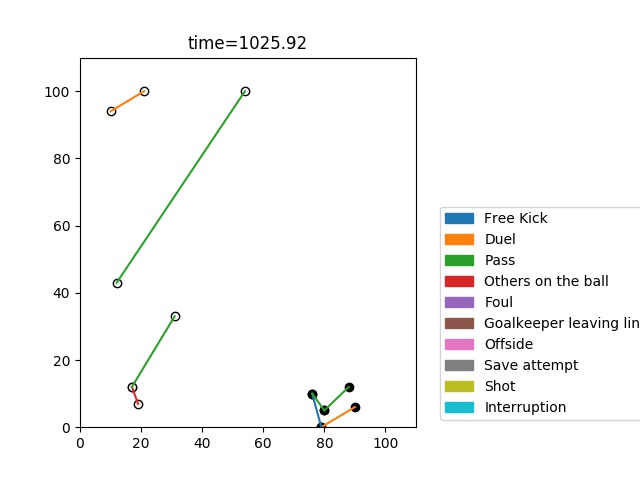 time=1025.92
100
80
60
40
20
0
0 20 40 60 80 100
Free Kick
Duel
Pass
Others on the ball
Foul
Goalkeeper leaving lin
Offside
Save attempt
Shot
Interruption